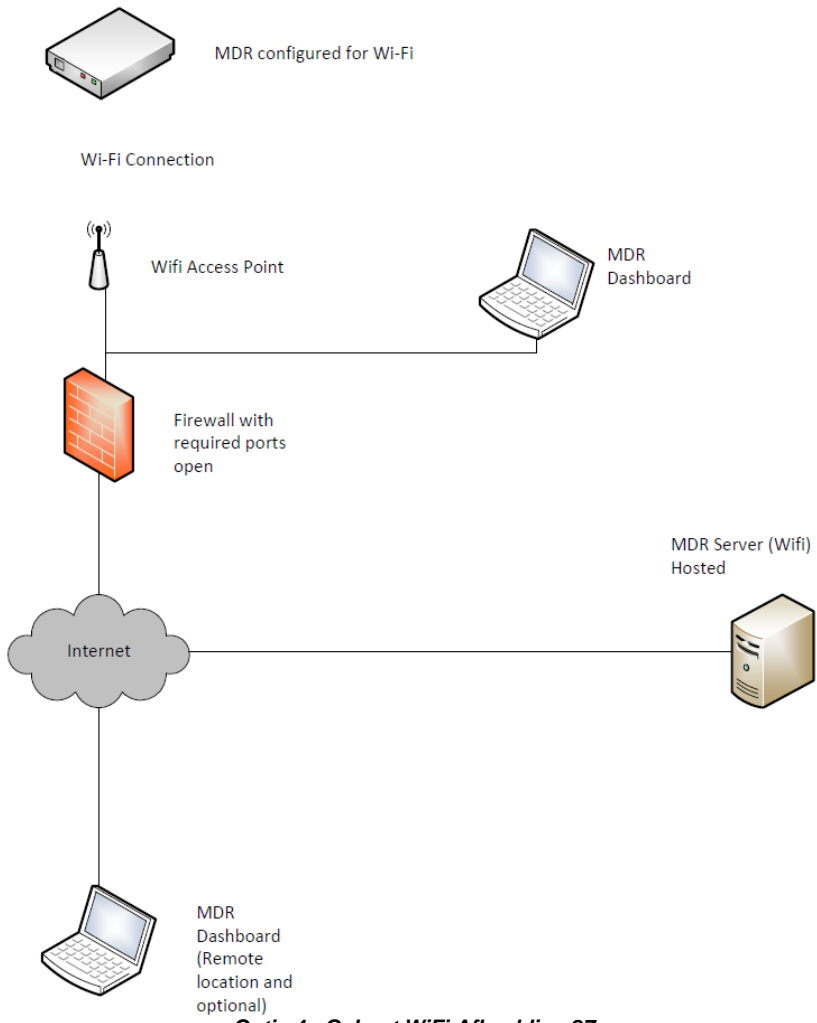 MDR configured for Wi-Fi
Wi-Fi Connection
Wifi Access Point
MDR
Dashboard
Firewall with
required ports
open
MDR Server (Wifi)
Hosted
Internet
MDR
Dashboard
(Remote
location and
optional)